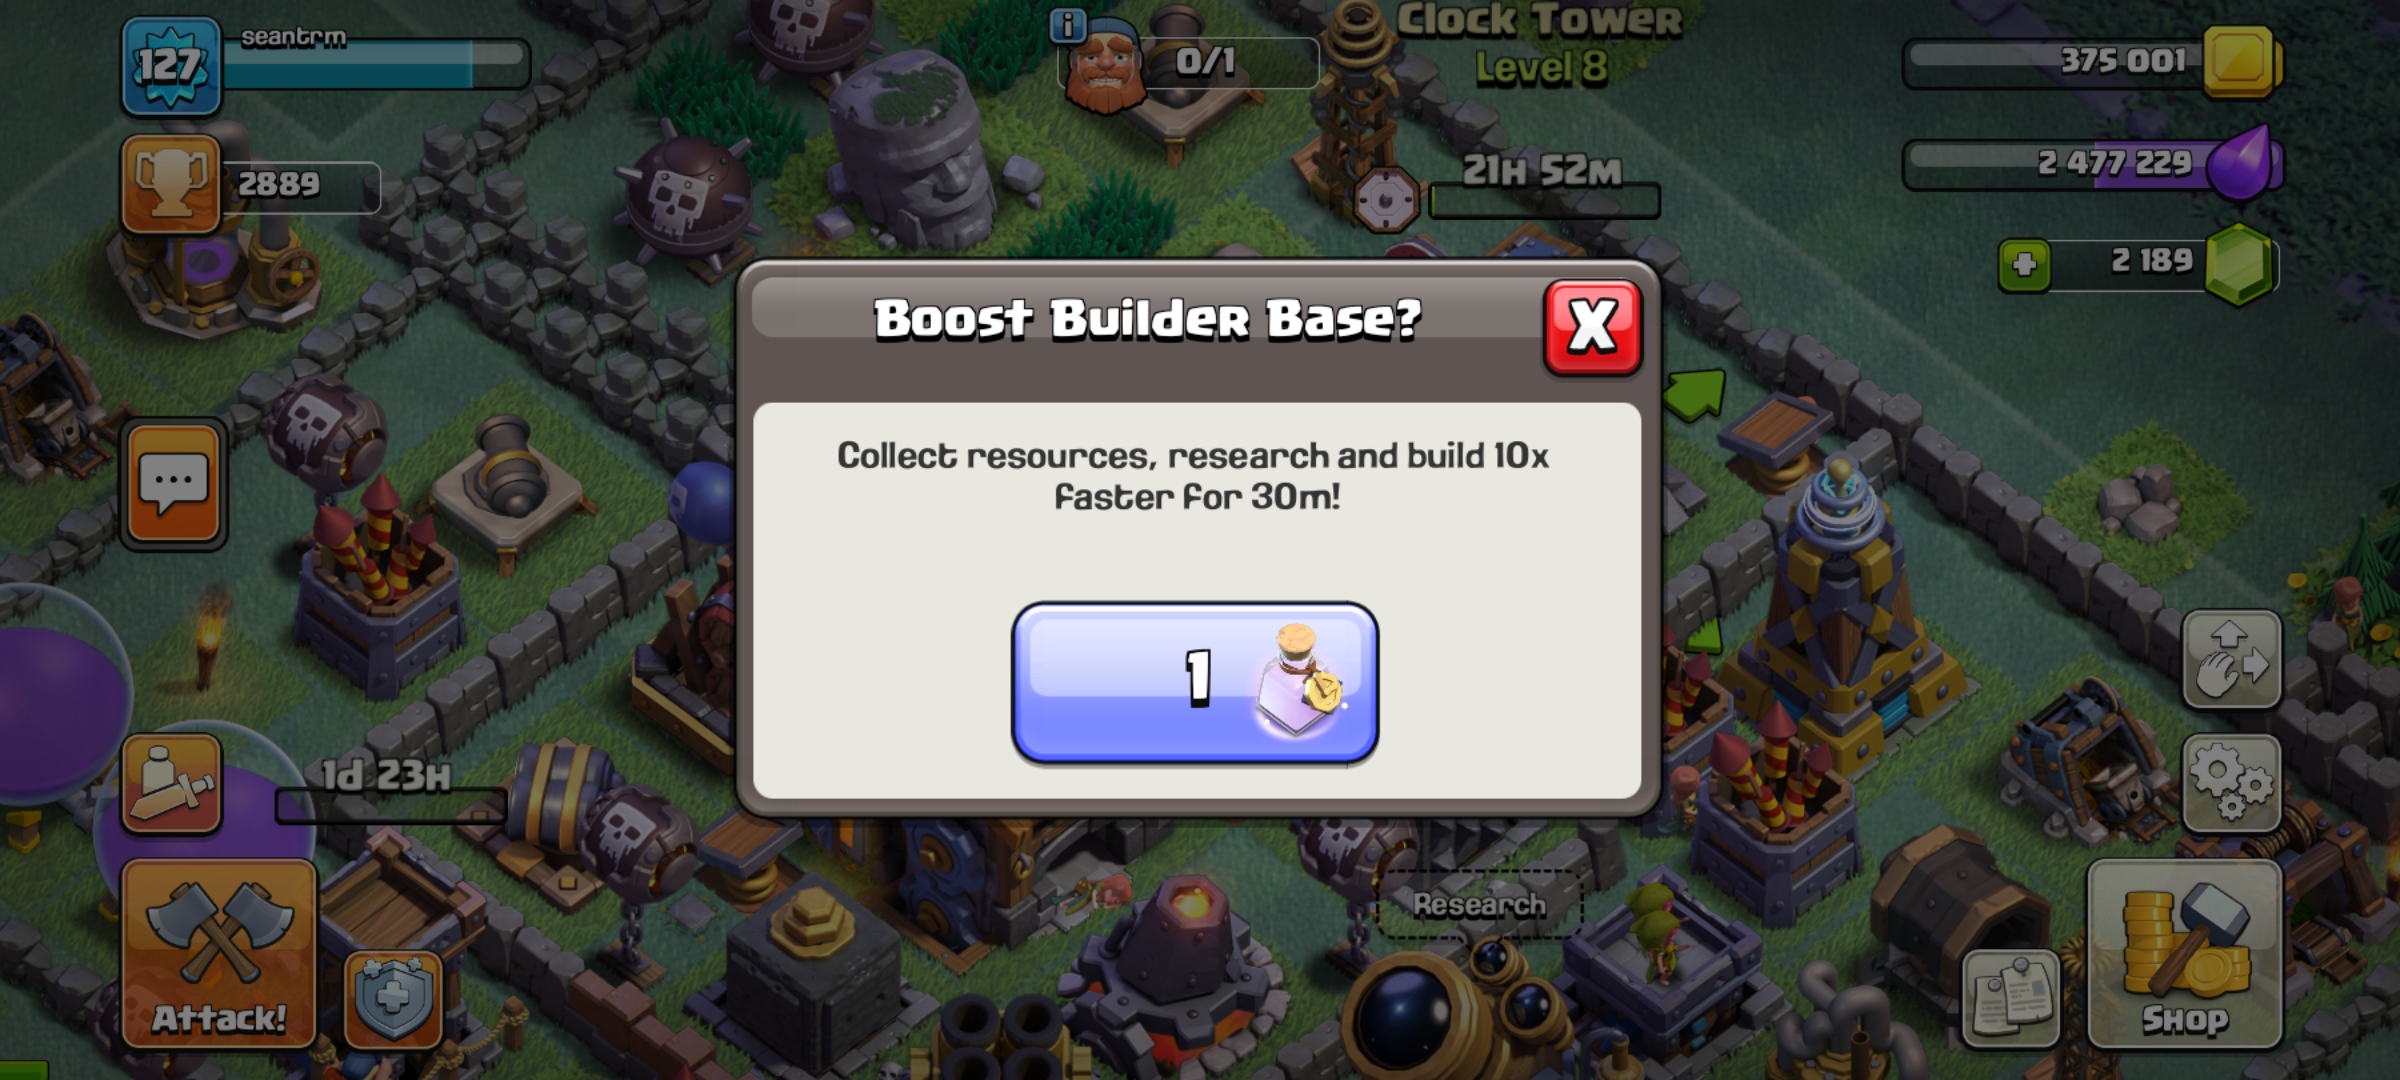 127
seantrm
0/1
Clock Tower
Level 8
375 001
2889
21H 52M
2 477 229
2 189
Boost Builder Base?
X
Collect resources, research and build 10x
faster for 30m!
1
1d 23H
Research
Attack!
Shop